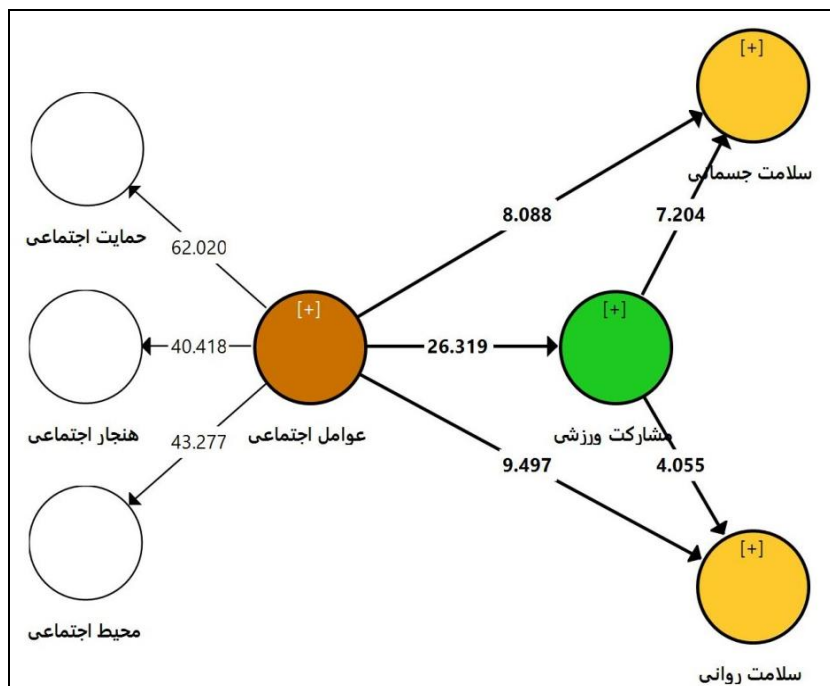 [+]
سلامت جسمانی
8.088
7.204
حمایت اجتماعی
62.020
[+]
[+]
40.418
26.319
هنجار اجتماعی
عوامل اجتماعی
مشارکت ورزشی
43.277
9.497
4.055
[+]
محیط اجتماعی
سلامت روانی